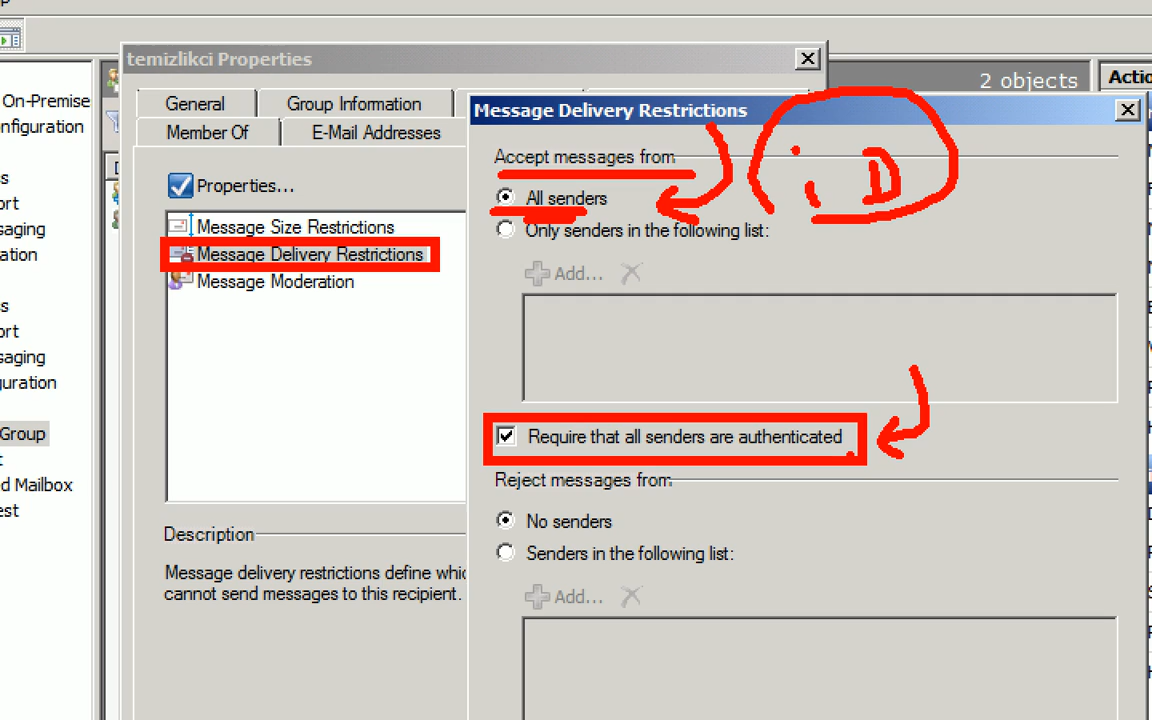 temizlikci Properties
2 objects
Actio
On-Premise
nfiguration
General
Group Information
Message Delivery Restrictions
Member Of
E-Mail Addresses
Accept messages from
Properties...
All senders
i D
Only senders in the following list:
Message Size Restrictions
Message Delivery Restrictions
Message Moderation
Add...
s
ort
saging
ation
s
ort
saging
guration
Group
t
d Mailbox
est
Require that all senders are authenticated
Reject messages from
No senders
Senders in the following list:
Add...
Description
Message delivery restrictions define whic
cannot send messages to this recipient.